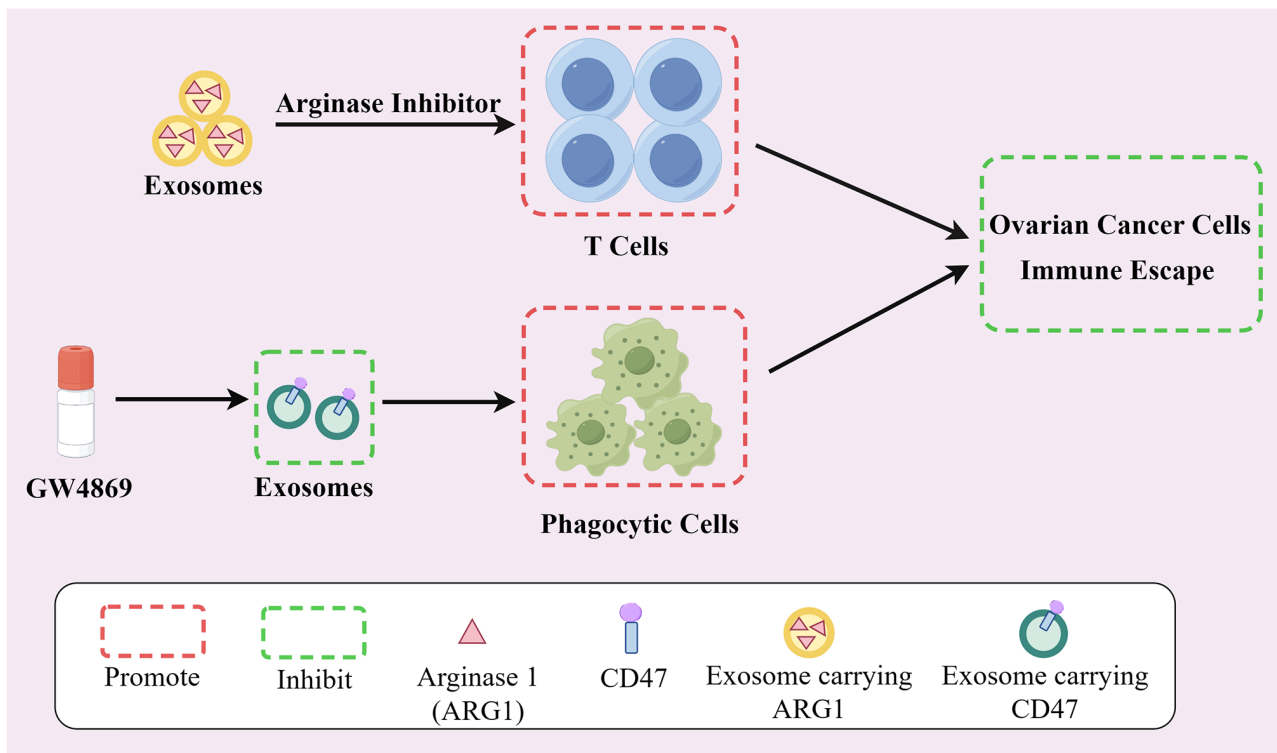 Arginase Inhibitor
Exosomes
T Cells
Ovarian Cancer Cells
Immune Escape
GW4869
Exosomes
Phagocytic Cells
Promote
Inhibit
Arginase 1
(ARG1)
CD47
Exosome carrying
ARG1
Exosome carrying
CD47